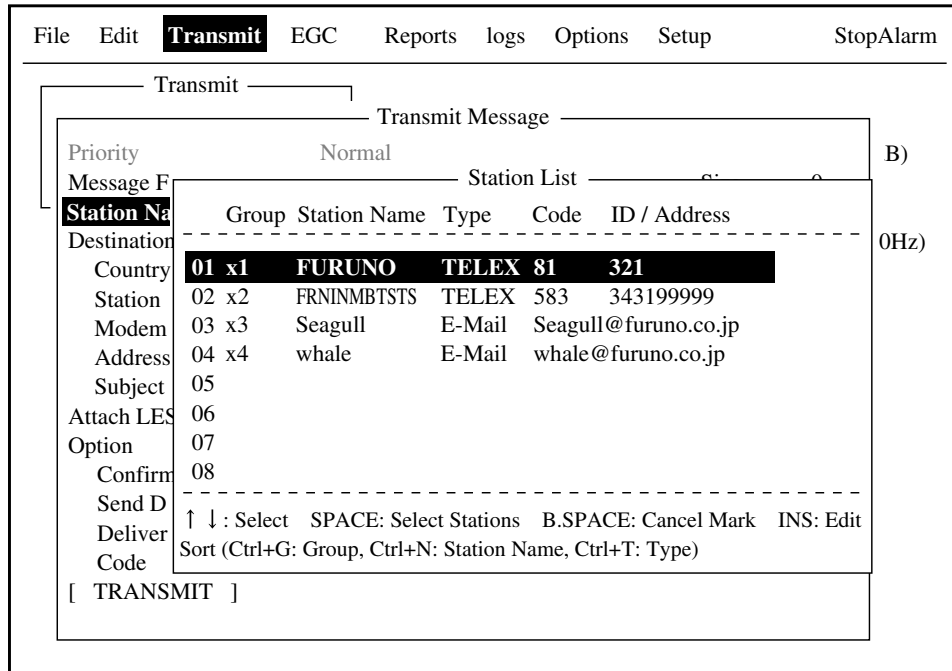 File Edit Transmit EGC Reports logs Options Setup StopAlarm
Transmit
Transmit Message
Priority Normal B)
Message F
Station List
Station Na
Group Station Name Type Code ID / Address
Destination 0Hz)
Country 01 x1 FURUNO TELEX 81 321
Station 02 x2 FRNINMBTSTS TELEX 583 343199999
Modem 03 x3 Seagull E-Mail Seagull@furuno.co.jp
Address 04 x4 whale E-Mail whale@furuno.co.jp
Subject 05
Attach LES 06
Option 07
Confirm 08
Send D
↑ ↓ : Select SPACE: Select Stations B.SPACE: Cancel Mark INS: Edit
Deliver
Sort (Ctrl+G: Group, Ctrl+N: Station Name, Ctrl+T: Type)
Code
[ TRANSMIT ]